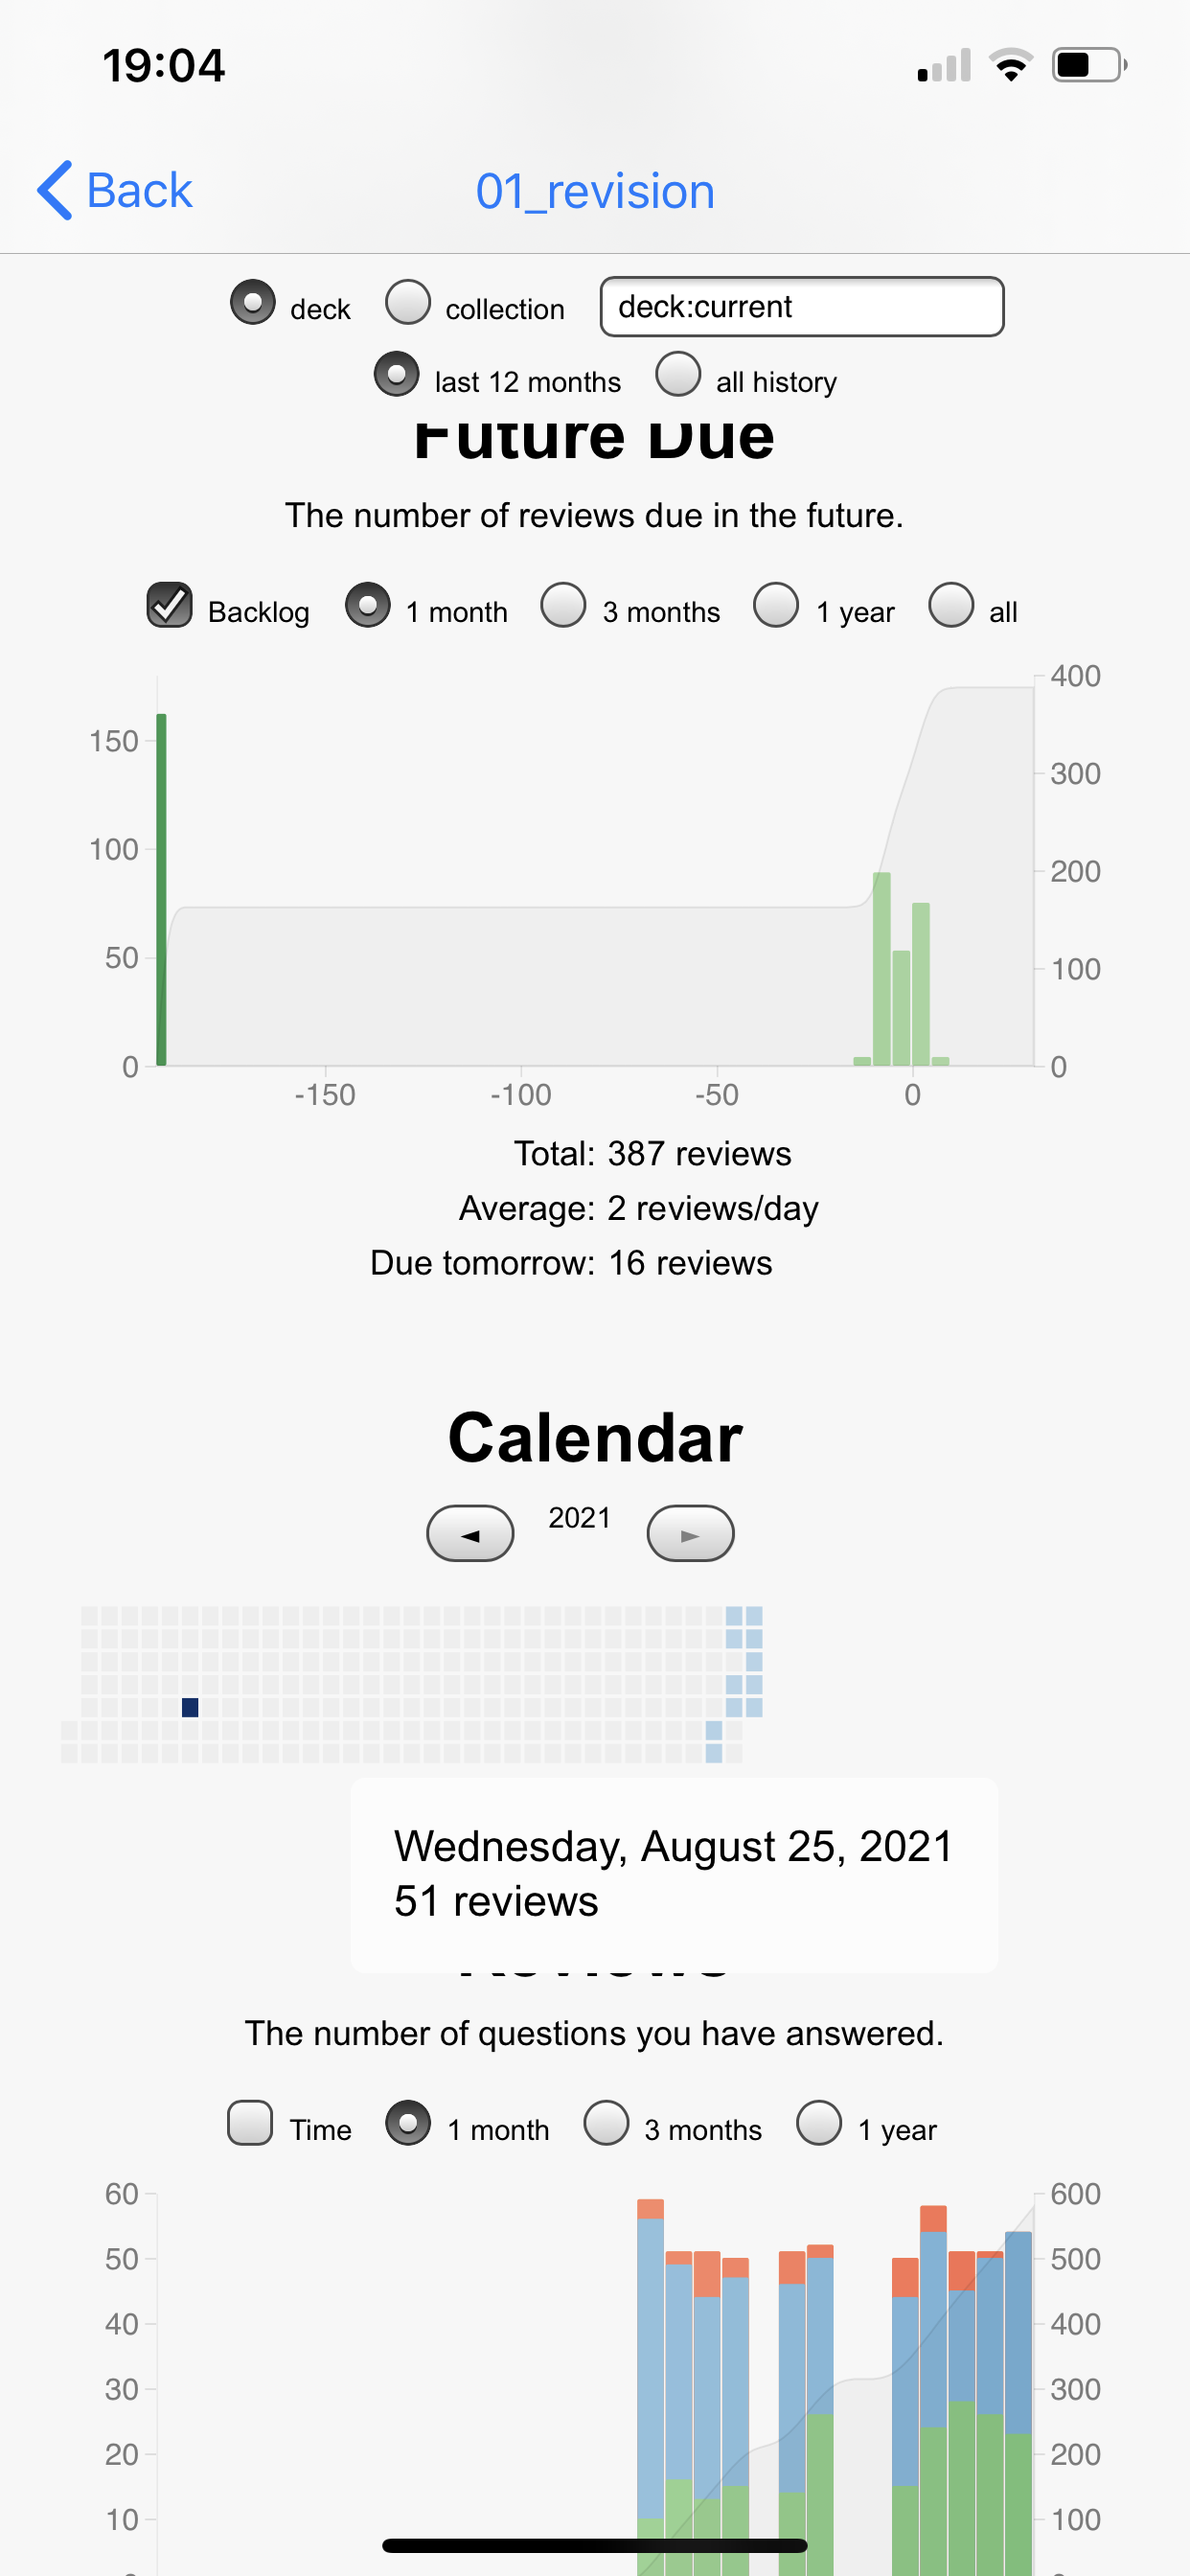 19:04
Back 01_revision
deck collection deck:current
last 12 months all history
Future Due
The number of reviews due in the future.
Backlog 1 month 3 months 1 year all
400
150
300
100
200
50
100
0 0
-150 -100 -50 0
Total: 387 reviews
Average: 2 reviews/day
Due tomorrow: 16 reviews
Calendar
◄ 2021 ►
Wednesday, August 25, 2021
51 reviews
Reviews
The number of questions you have answered.
Time 1 month 3 months 1 year
60 600
50 500
40 400
30 300
20 200
10 100